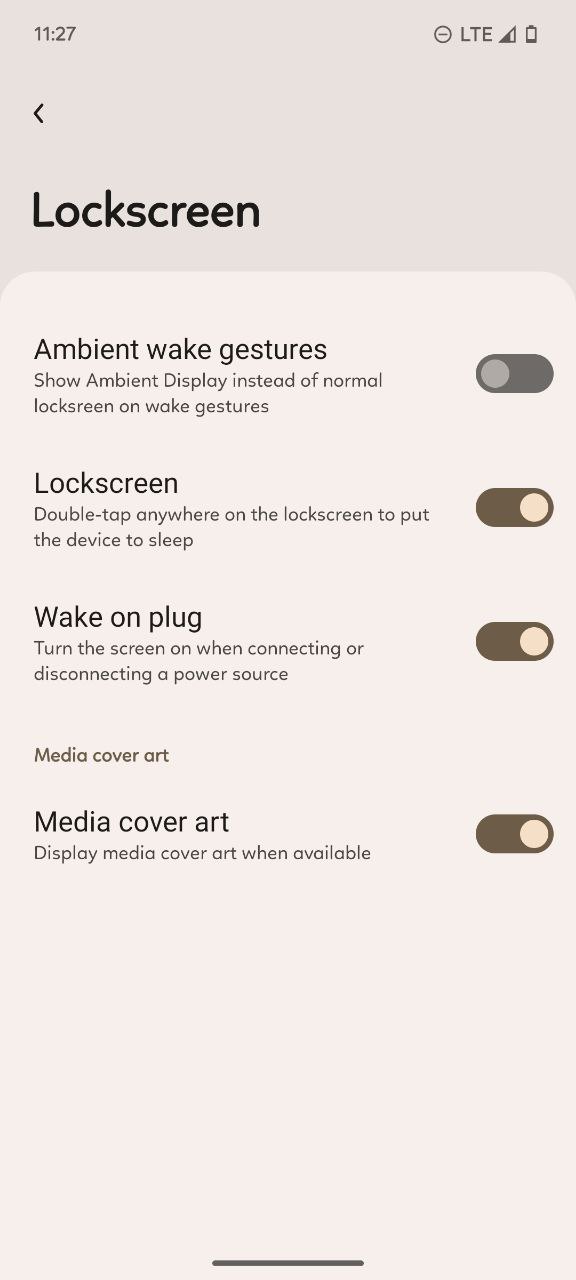 11:27
LTE
Lockscreen
Ambient wake gestures
Show Ambient Display instead of normal
locksreen on wake gestures
Lockscreen
Double-tap anywhere on the lockscreen to put
the device to sleep
Wake on plug
Turn the screen on when connecting or
disconnecting a power source
Media cover art
Media cover art
Display media cover art when available